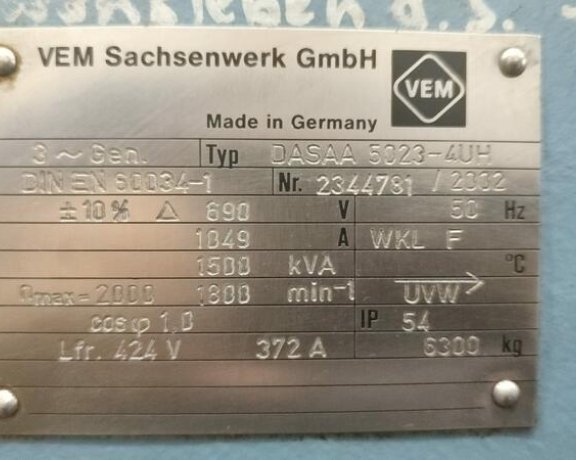 VEM Sachsenwerk GmbH
VEM
Made in Germany
3 ~ Gen. Typ DASAA 5023-4UH
DIN EN 60034-1 Nr. 2344781 / 2002
±10% △ 690 V 50 Hz
1049 A WKL F
1500 kVA °C
nmax=2000 1800 min-1 UVW
cosφ 1,0 IP 54
Lfr. 424 V 372 A 6300 kg